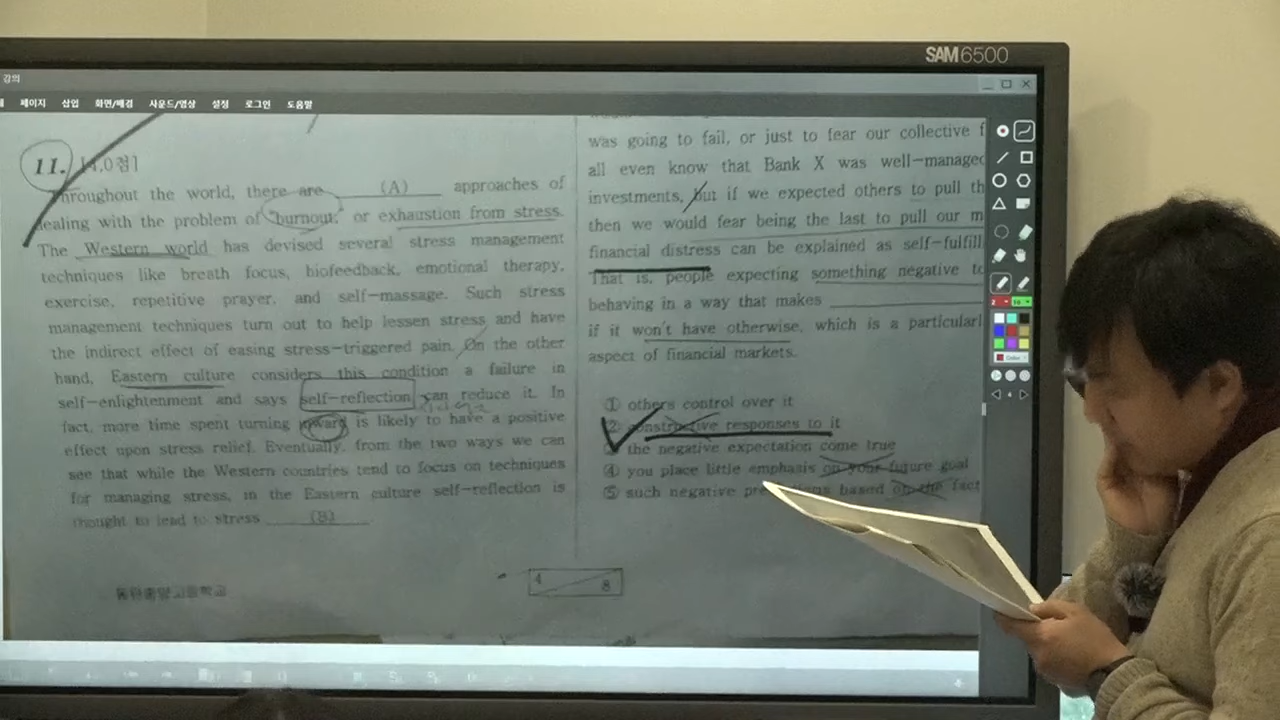 SAM6500
강의
페이지 삽입 화면/배경 사운드/영상 설정 로그인 도움말
11. [4.0점]
Throughout the world, there are (A) approaches of
dealing with the problem of "burnout," or exhaustion from stress.
The Western world has devised several stress management
techniques like breath focus, biofeedback, emotional therapy,
exercise, repetitive prayer, and self-massage. Such stress
management techniques turn out to help lessen stress and have
the indirect effect of easing stress-triggered pain. On the other
hand, Eastern culture considers this condition a failure in
self-enlightenment and says self-reflection can reduce it. In
fact, more time spent turning inward is likely to have a positive
effect upon stress relief. Eventually, from the two ways we can
see that while the Western countries tend to focus on techniques
for managing stress, in the Eastern culture self-reflection is
thought to lead to stress (B)
4
8
was going to fail, or just to fear our collective f
all even know that Bank X was well-managed
investments, but if we expected others to pull th
then we would fear being the last to pull our m
financial distress can be explained as self-fulfill
That is, people expecting something negative to
behaving in a way that makes
if it won't have otherwise, which is a particularl
aspect of financial markets.
① others control over it
② constructive responses to it
the negative expectation come true
④ you place little emphasis on your future goal
⑤ such negative based on the fact
Color